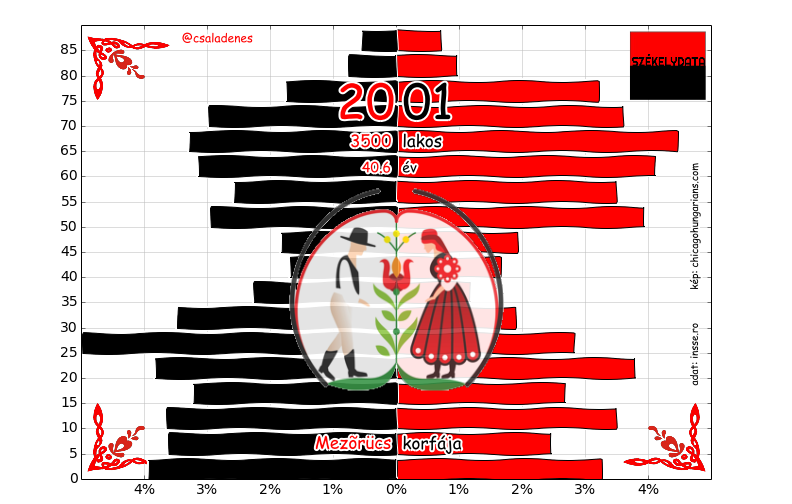 @csaladenes
SZÉKELYDATA
2001
3500 lakos
40.6 év
Mezőrücs korfája
kép: chicagohungarians.com
adat: insse.ro
85
80
75
70
65
60
55
50
45
40
35
30
25
20
15
10
5
0
4% 3% 2% 1% 0% 1% 2% 3% 4%